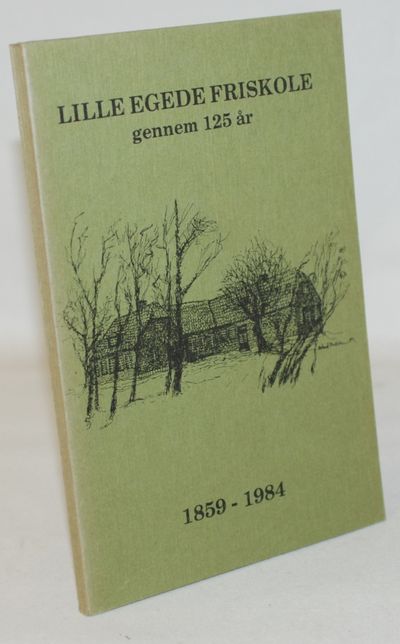 LILLE EGEDE FRISKOLE
gennem 125 år
1859 - 1984